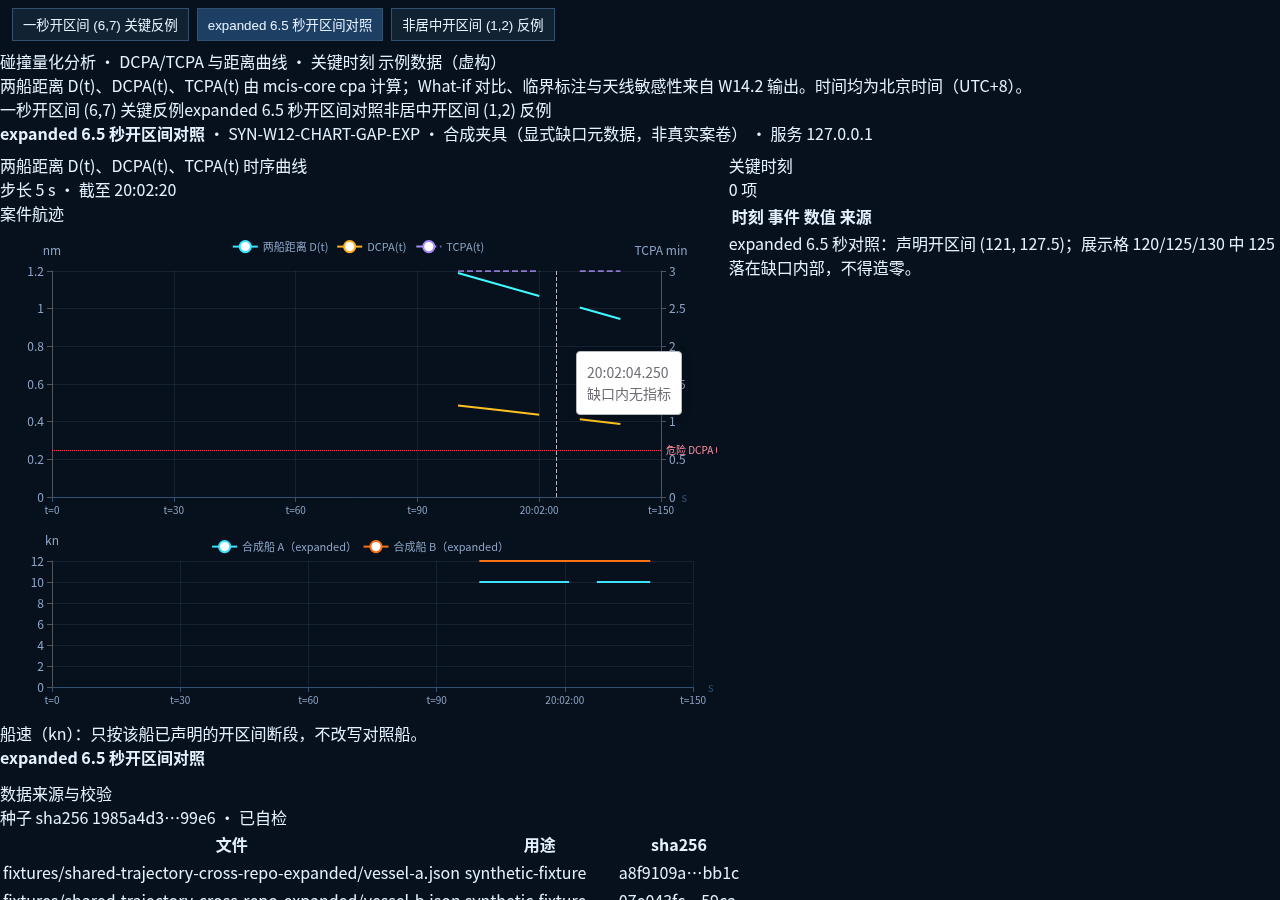 一秒开区间 (6,7) 关键反例
expanded 6.5 秒开区间对照
非居中开区间 (1,2) 反例
碰撞量化分析 · DCPA/TCPA 与距离曲线 · 关键时刻 示例数据（虚构）
两船距离 D(t)、DCPA(t)、TCPA(t) 由 mcis-core cpa 计算；What-if 对比、临界标注与天线敏感性来自 W14.2 输出。时间均为北京时间（UTC+8）。
一秒开区间 (6,7) 关键反例expanded 6.5 秒开区间对照非居中开区间 (1,2) 反例
expanded 6.5 秒开区间对照 · SYN-W12-CHART-GAP-EXP · 合成夹具（显式缺口元数据，非真实案卷） · 服务 127.0.0.1
两船距离 D(t)、DCPA(t)、TCPA(t) 时序曲线
步长 5 s · 截至 20:02:20
案件航迹
nm
两船距离 D(t)
DCPA(t)
TCPA(t)
TCPA min
1.2
1
0.8
0.6
0.4
0.2
0
3
2.5
2
1
0.5
0
s
20:02:04.250
缺口内无指标
危险 DCPA
t=0
t=30
t=60
t=90
20:02:00
t=150
kn
合成船 A（expanded）
合成船 B（expanded）
12
10
8
6
4
2
0
t=0
t=30
t=60
t=90
20:02:00
t=150
s
船速（kn）：只按该船已声明的开区间断段，不改写对照船。
expanded 6.5 秒开区间对照
关键时刻
0 项
时刻 事件 数值 来源
expanded 6.5 秒对照：声明开区间 (121, 127.5)；展示格 120/125/130 中 125
落在缺口内部，不得造零。
数据来源与校验
种子 sha256 1985a4d3…99e6 · 已自检
文件 用途 sha256
fixtures/shared-trajectory-cross-repo-expanded/vessel-a.json synthetic-fixture a8f9109a…bb1c
fixtures/shared-trajectory-cross-repo-expanded/vessel-b.json synthetic-fixture